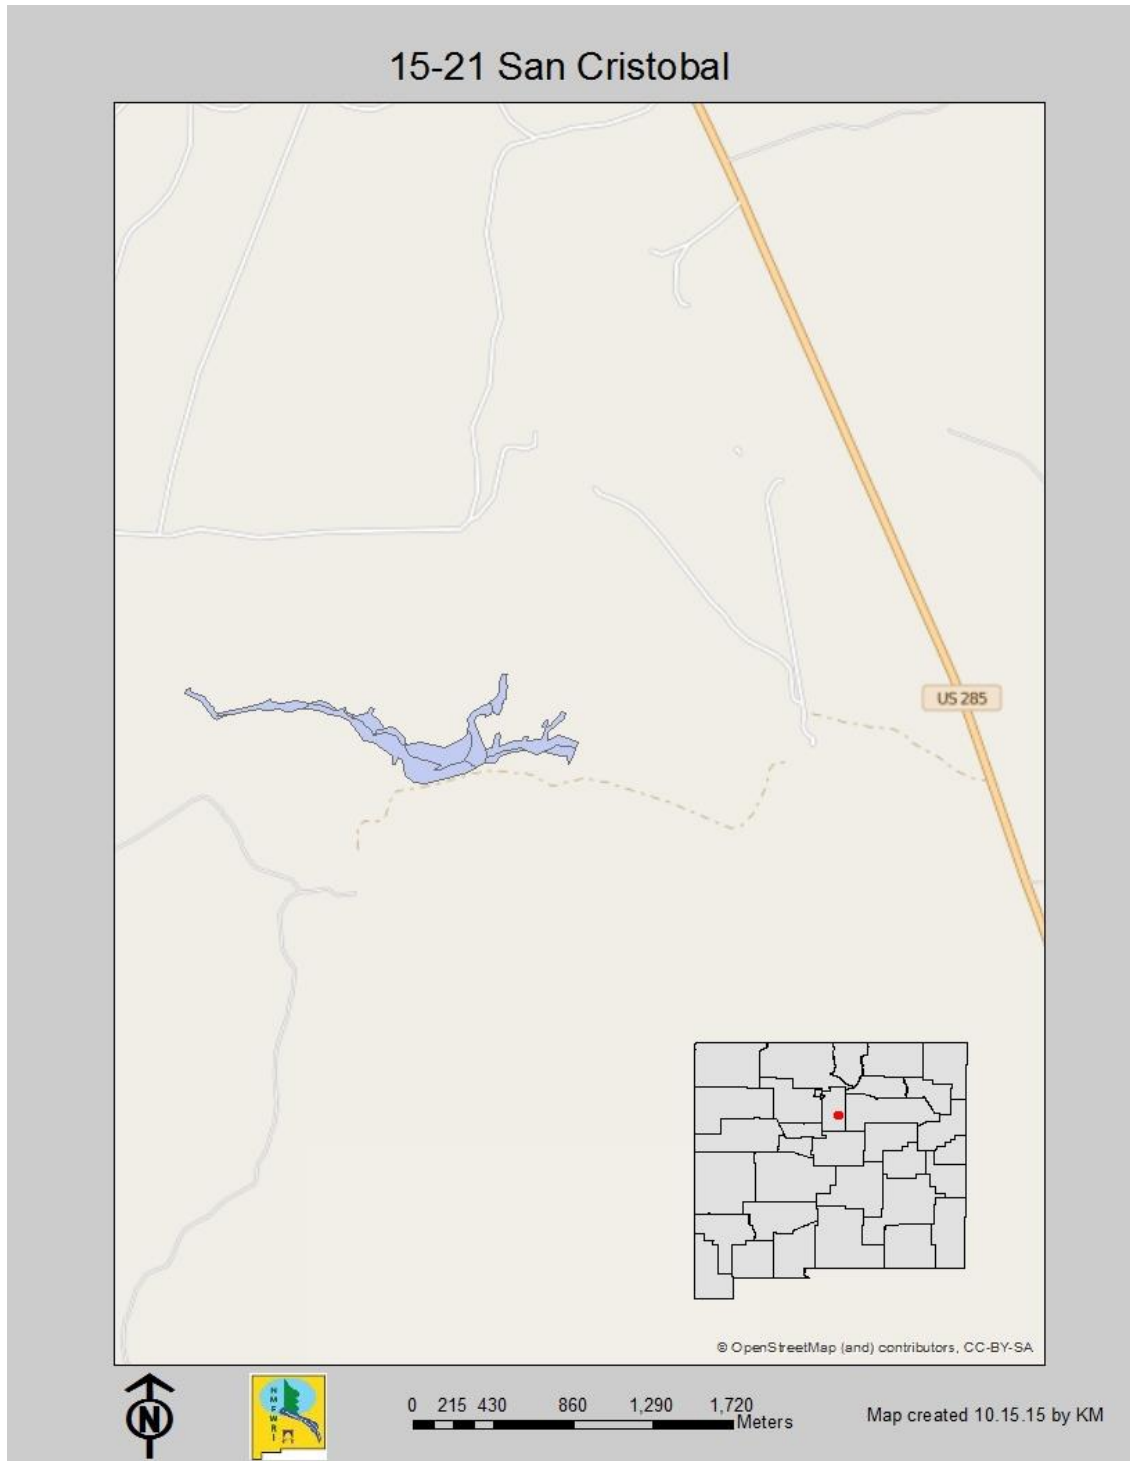 15-21 San Cristobal
US 285
© OpenStreetMap (and) contributors, CC-BY-SA
N
NMFWRI
0 215 430 860 1,290 1,720
Meters
Map created 10.15.15 by KM